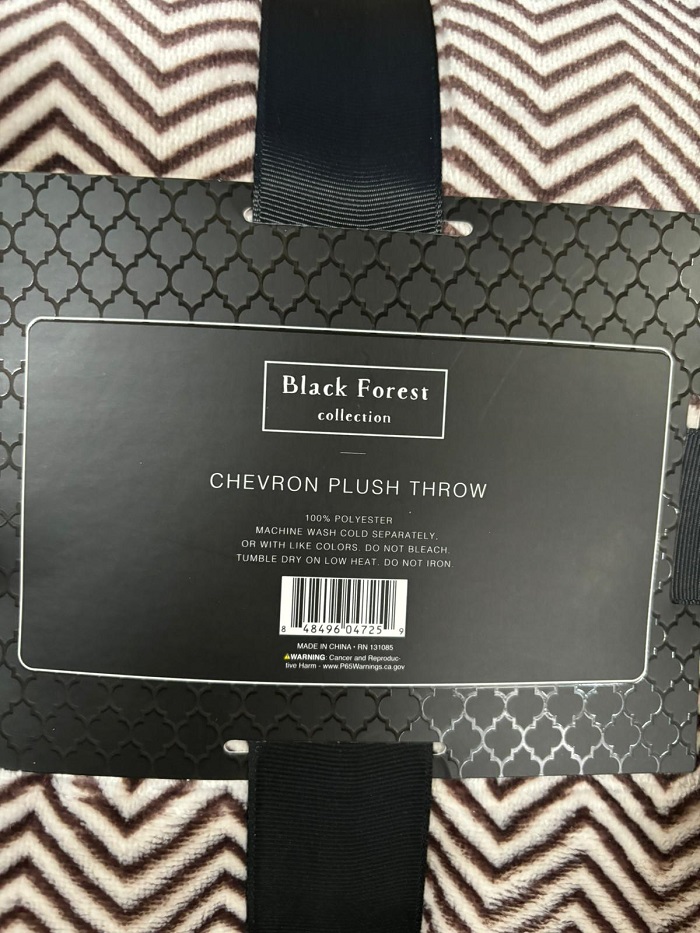 Black Forest
collection
CHEVRON PLUSH THROW
100% POLYESTER
MACHINE WASH COLD SEPARATELY,
OR WITH LIKE COLORS. DO NOT BLEACH.
TUMBLE DRY ON LOW HEAT. DO NOT IRON
8 48496 04725 9
MADE IN CHINA • RN 131085
⚠WARNING Cancer and Reproduc-
tive Harm - www.P65Warnings.ca.gov